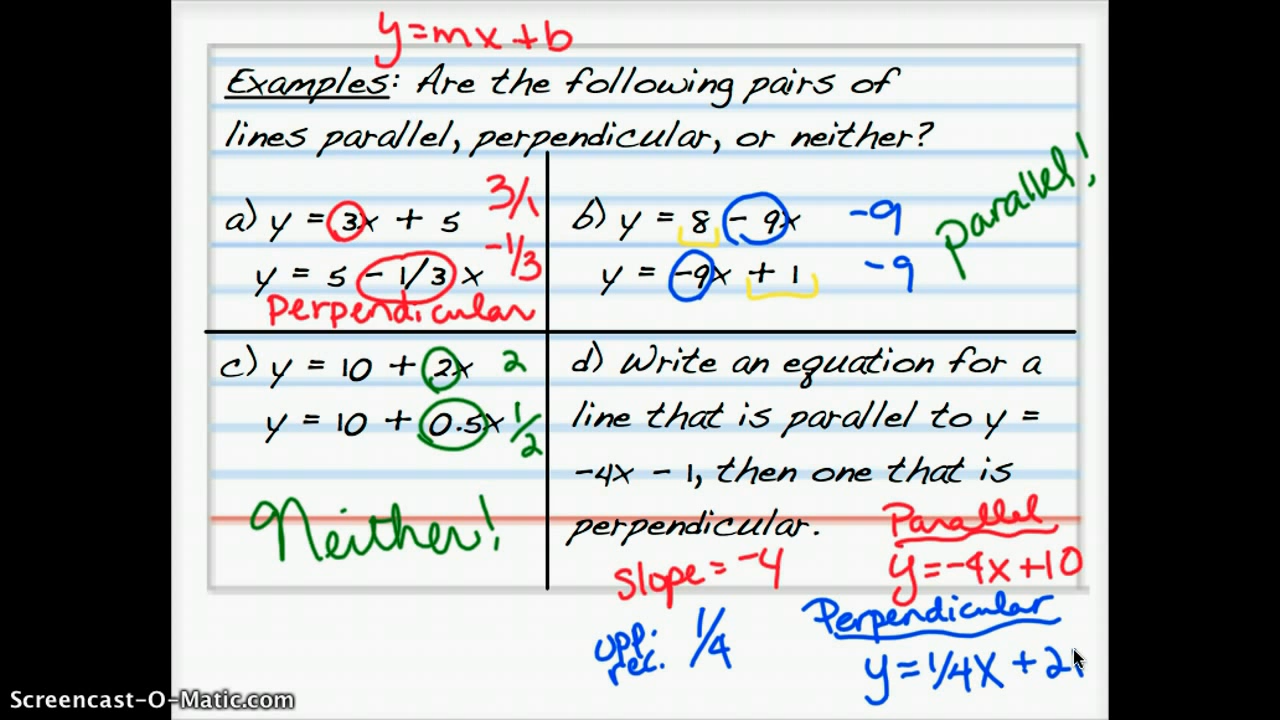 y=mx+b
Examples: Are the following pairs of
lines parallel, perpendicular, or neither?
a) y = 3x + 5 3/1
y = 5 - 1/3 x -1/3
Perpendicular
b) y = 8 - 9x -9
y = -9x + 1 -9
Parallel!
c) y = 10 + 2x 2
y = 10 + 0.5x 1/2
Neither!
d) Write an equation for a
line that is parallel to y =
-4x - 1, then one that is
perpendicular.
slope = -4
opp. rec. 1/4
Parallel
y=-4x+10
Perpendicular
y=1/4x+2
Screencast-O-Matic.com